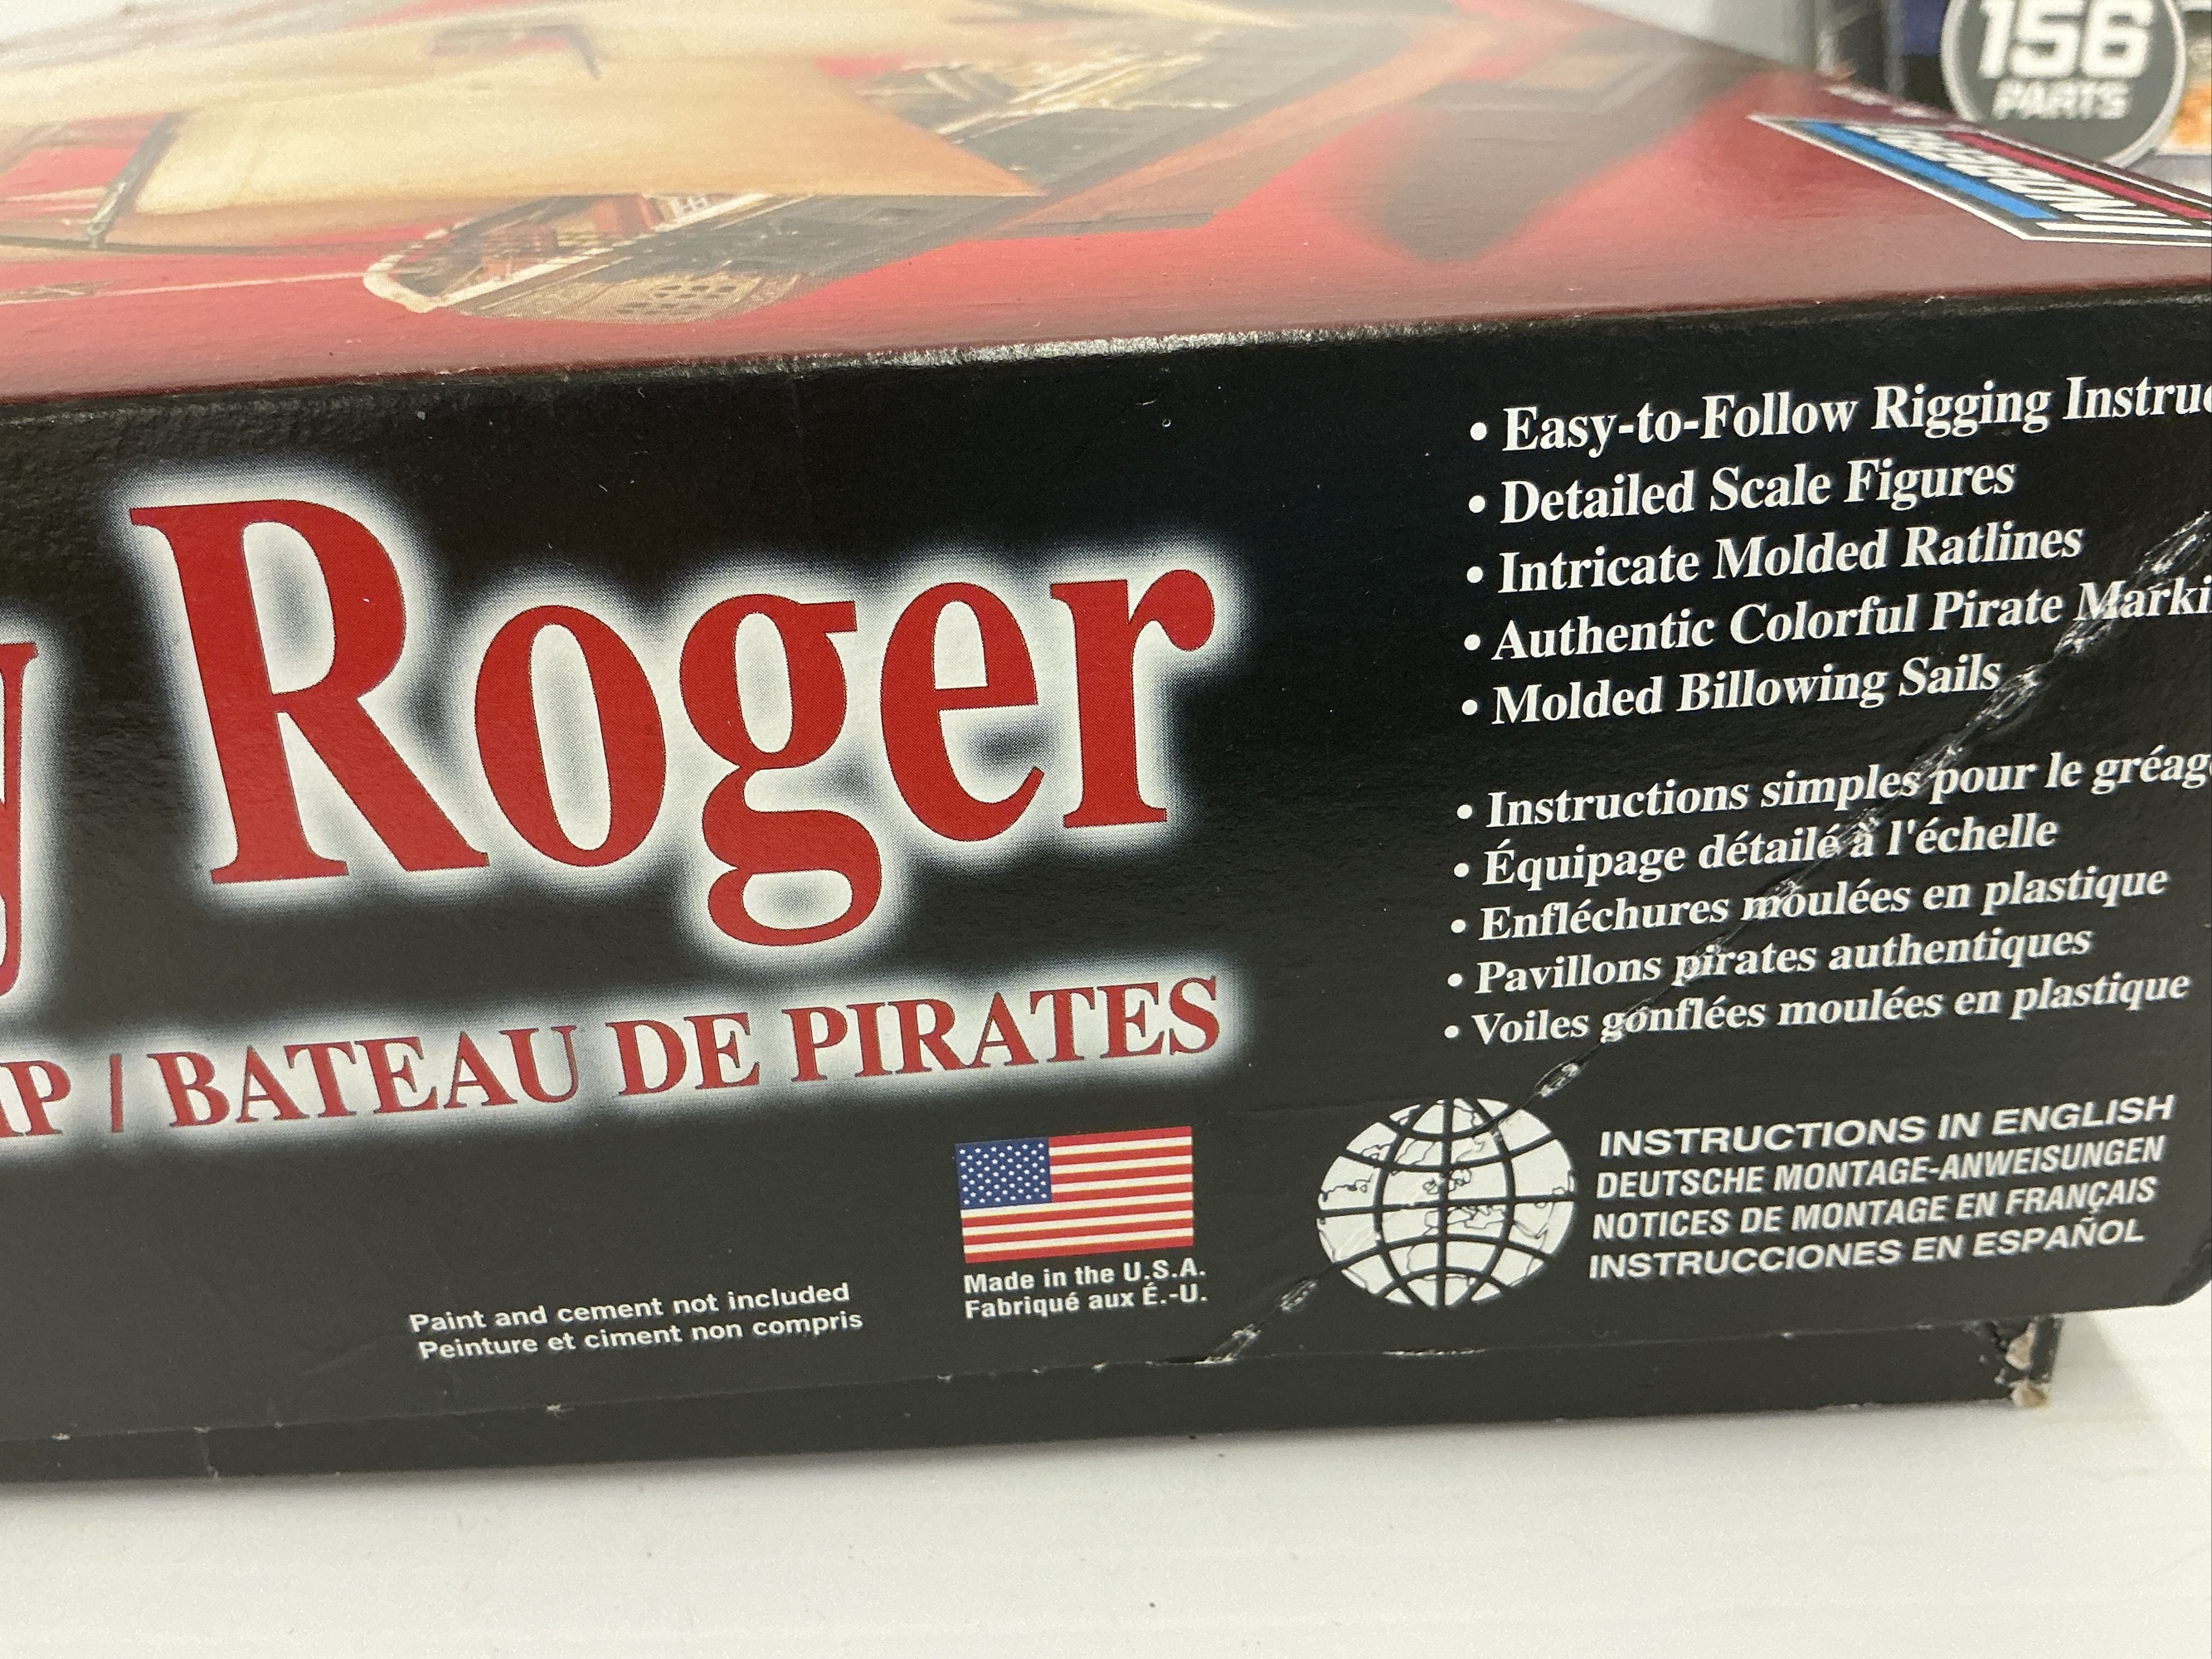 156
PARTS
LINDBERG
Roger
BATEAU DE PIRATES
Paint and cement not included
Peinture et ciment non compris
Made in the U.S.A.
Fabriqué aux É.-U.
• Easy-to-Follow Rigging Instruc
• Detailed Scale Figures
• Intricate Molded Ratlines
• Authentic Colorful Pirate Marki
• Molded Billowing Sails
• Instructions simples pour le gréag
• Équipage détailé à l'échelle
• Enfléchures moulées en plastique
• Pavillons pirates authentiques
• Voiles gonflées moulées en plastique
INSTRUCTIONS IN ENGLISH
DEUTSCHE MONTAGE-ANWEISUNGEN
NOTICES DE MONTAGE EN FRANÇAIS
INSTRUCCIONES EN ESPAÑOL